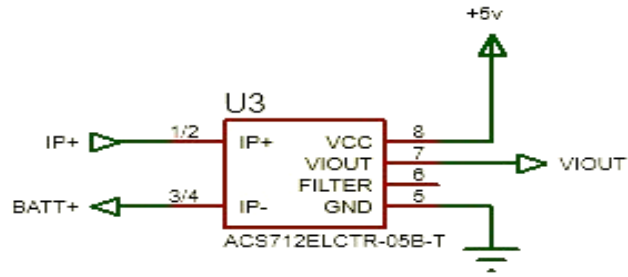 +5v
U3
IP+ 1/2 IP+ VCC 8
VIOUT 7 VIOUT
FILTER 6
BATT+ 3/4 IP- GND 5
ACS712ELCTR-05B-T